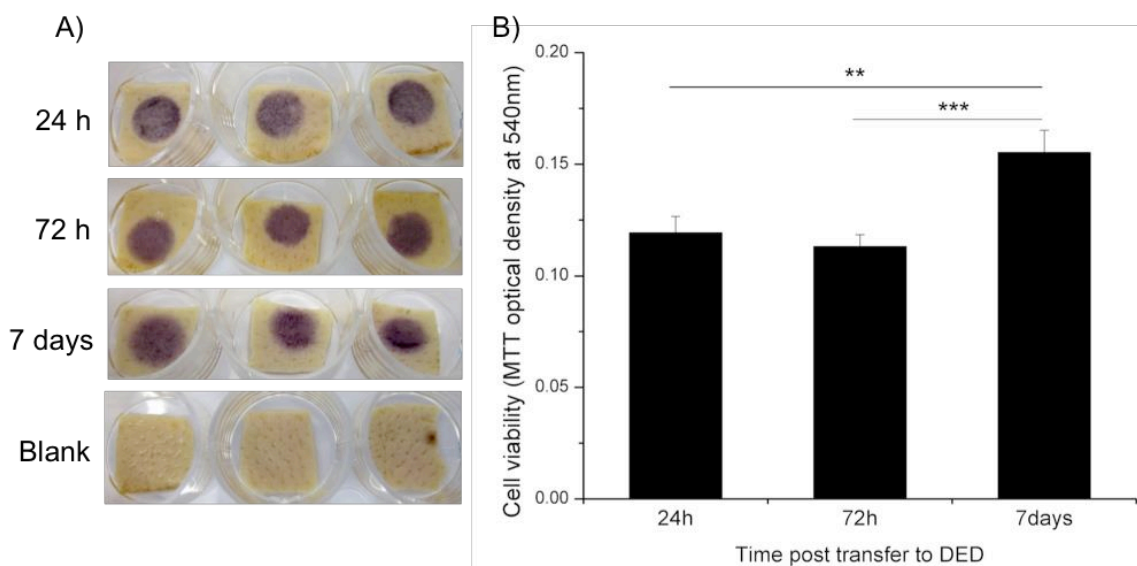 A)
24 h
72 h
7 days
Blank
B)
Cell viability (MTT optical density at 540nm)
0.20
0.15
0.10
0.05
0.00
**
***
24h
72h
7days
Time post transfer to DED